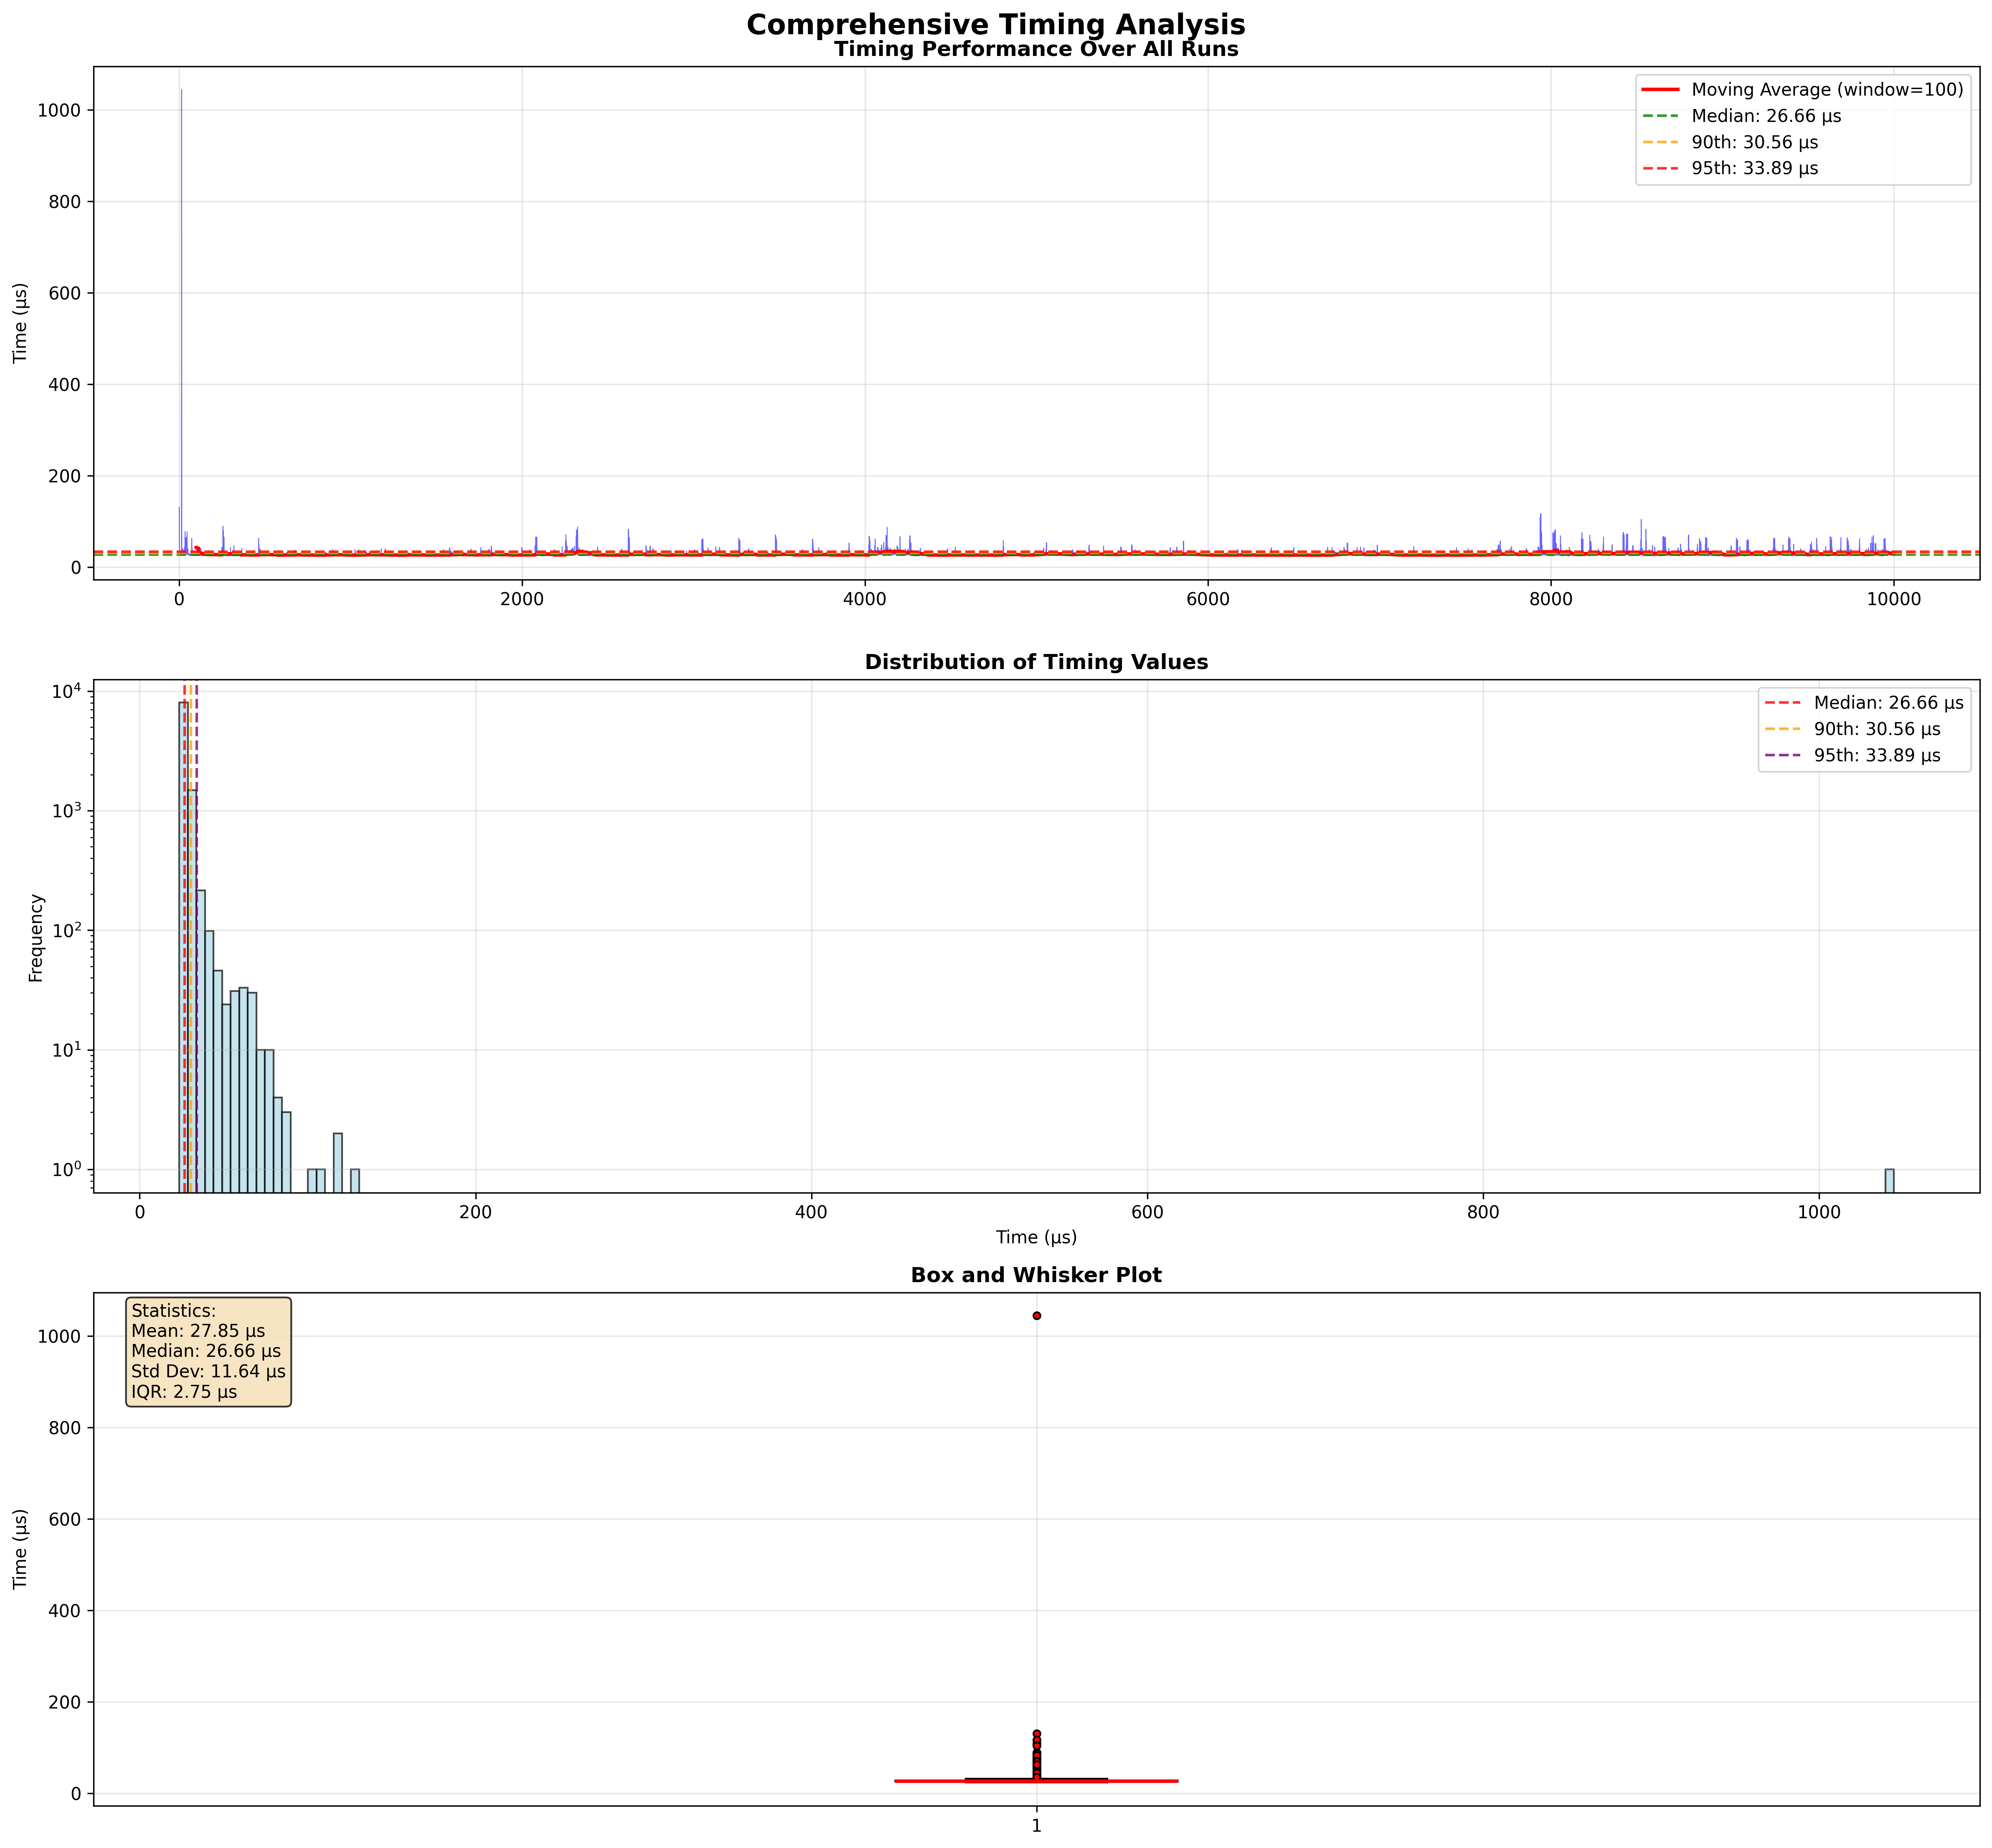 Comprehensive Timing Analysis
Timing Performance Over All Runs
Time (µs)
1000
800
600
400
200
0
0 2000 4000 6000 8000 10000
Moving Average (window=100)
Median: 26.66 µs
90th: 30.56 µs
95th: 33.89 µs
Distribution of Timing Values
Frequency
10⁴
10³
10²
10¹
10⁰
0 200 400 600 800 1000
Time (µs)
Median: 26.66 µs
90th: 30.56 µs
95th: 33.89 µs
Box and Whisker Plot
Time (µs)
1000
800
600
400
200
0
1
Statistics:
Mean: 27.85 µs
Median: 26.66 µs
Std Dev: 11.64 µs
IQR: 2.75 µs